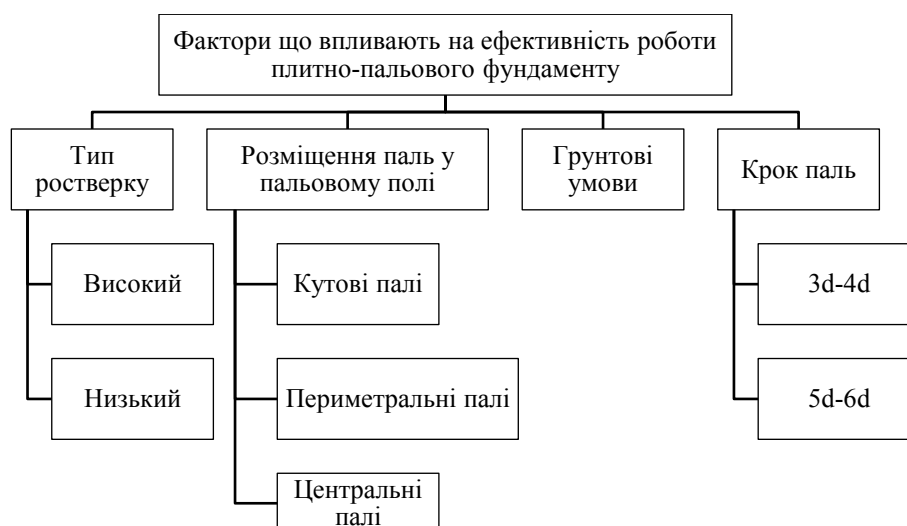 Фактори що впливають на ефективність роботи
плитно-пальового фундаменту
Тип
ростверку
Розміщення паль у
пальовому полі
Грунтові
умови
Крок паль
Високий
Кутові палі
3d-4d
Низький
Периметральні палі
5d-6d
Центральні
палі